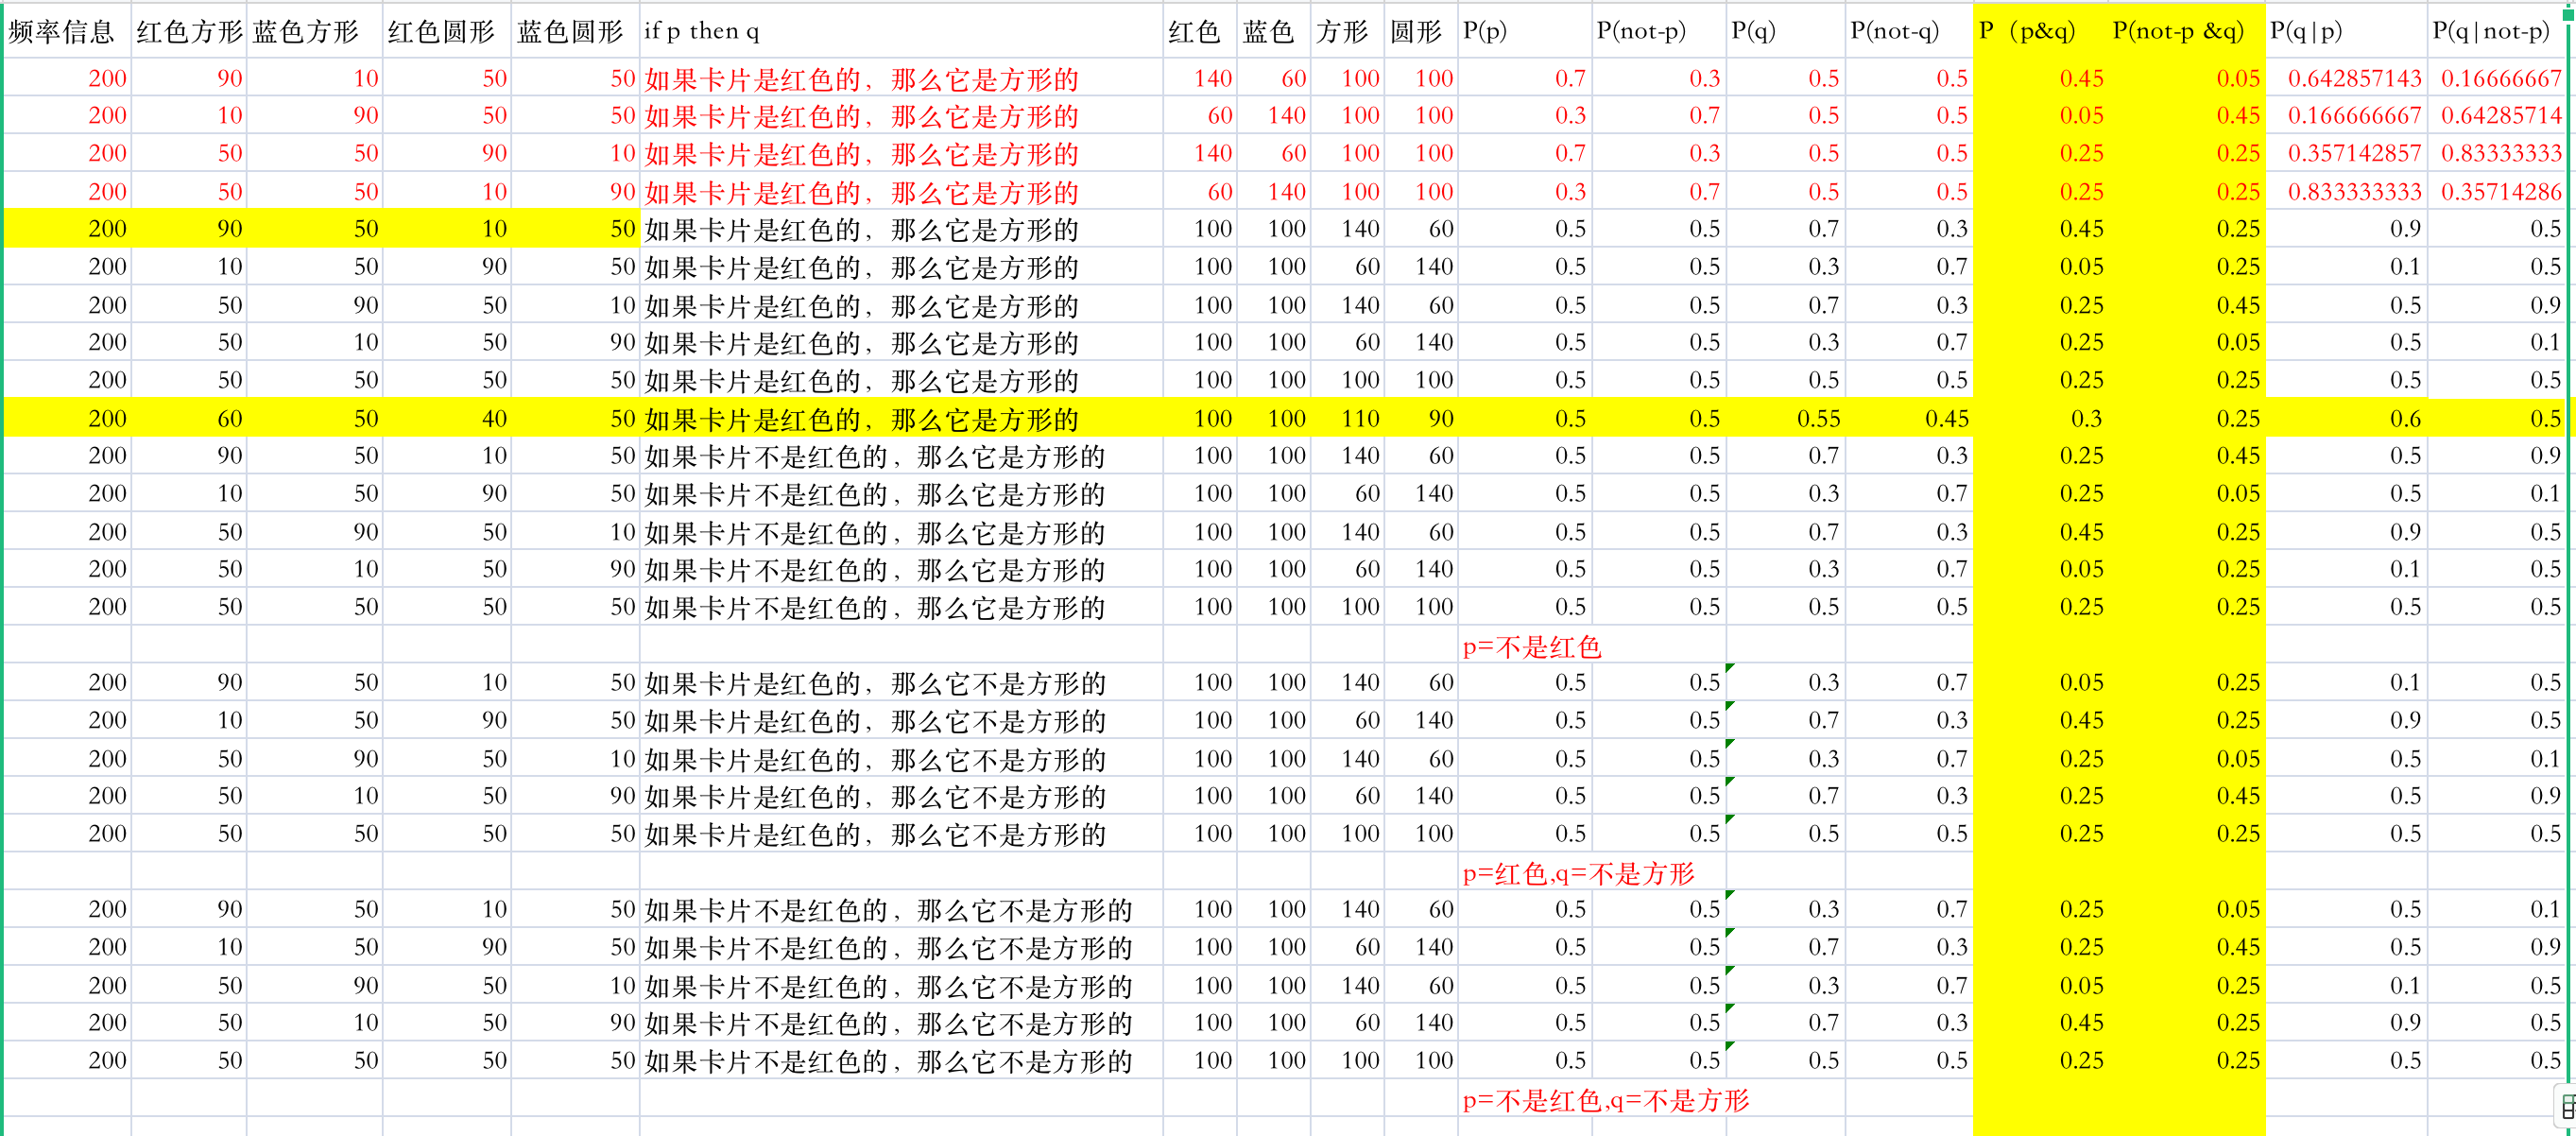 频率信息 红色方形 蓝色方形 红色圆形 蓝色圆形 if p then q 红色 蓝色 方形 圆形 P(p) P(not-p) P(q) P(not-q) P（p&q) P(not-p &q) P(q|p) P(q|not-p)
200 90 10 50 50 如果卡片是红色的，那么它是方形的 140 60 100 100 0.7 0.3 0.5 0.5 0.45 0.05 0.642857143 0.16666667
200 10 90 50 50 如果卡片是红色的，那么它是方形的 60 140 100 100 0.3 0.7 0.5 0.5 0.05 0.45 0.166666667 0.64285714
200 50 50 90 10 如果卡片是红色的，那么它是方形的 140 60 100 100 0.7 0.3 0.5 0.5 0.25 0.25 0.357142857 0.83333333
200 50 50 10 90 如果卡片是红色的，那么它是方形的 60 140 100 100 0.3 0.7 0.5 0.5 0.25 0.25 0.833333333 0.35714286
200 90 50 10 50 如果卡片是红色的，那么它是方形的 100 100 140 60 0.5 0.5 0.7 0.3 0.45 0.25 0.9 0.5
200 10 50 90 50 如果卡片是红色的，那么它是方形的 100 100 60 140 0.5 0.5 0.3 0.7 0.05 0.25 0.1 0.5
200 50 90 50 10 如果卡片是红色的，那么它是方形的 100 100 140 60 0.5 0.5 0.7 0.3 0.25 0.45 0.5 0.9
200 50 10 50 90 如果卡片是红色的，那么它是方形的 100 100 60 140 0.5 0.5 0.3 0.7 0.25 0.05 0.5 0.1
200 50 50 50 50 如果卡片是红色的，那么它是方形的 100 100 100 100 0.5 0.5 0.5 0.5 0.25 0.25 0.5 0.5
200 60 50 40 50 如果卡片是红色的，那么它是方形的 100 100 110 90 0.5 0.5 0.55 0.45 0.3 0.25 0.6 0.5
200 90 50 10 50 如果卡片不是红色的，那么它是方形的 100 100 140 60 0.5 0.5 0.7 0.3 0.25 0.45 0.5 0.9
200 10 50 90 50 如果卡片不是红色的，那么它是方形的 100 100 60 140 0.5 0.5 0.3 0.7 0.25 0.05 0.5 0.1
200 50 90 50 10 如果卡片不是红色的，那么它是方形的 100 100 140 60 0.5 0.5 0.7 0.3 0.45 0.25 0.9 0.5
200 50 10 50 90 如果卡片不是红色的，那么它是方形的 100 100 60 140 0.5 0.5 0.3 0.7 0.05 0.25 0.1 0.5
200 50 50 50 50 如果卡片不是红色的，那么它是方形的 100 100 100 100 0.5 0.5 0.5 0.5 0.25 0.25 0.5 0.5
p=不是红色
200 90 50 10 50 如果卡片是红色的，那么它不是方形的 100 100 140 60 0.5 0.5 0.3 0.7 0.05 0.25 0.1 0.5
200 10 50 90 50 如果卡片是红色的，那么它不是方形的 100 100 60 140 0.5 0.5 0.7 0.3 0.45 0.25 0.9 0.5
200 50 90 50 10 如果卡片是红色的，那么它不是方形的 100 100 140 60 0.5 0.5 0.3 0.7 0.25 0.05 0.5 0.1
200 50 10 50 90 如果卡片是红色的，那么它不是方形的 100 100 60 140 0.5 0.5 0.7 0.3 0.25 0.45 0.5 0.9
200 50 50 50 50 如果卡片是红色的，那么它不是方形的 100 100 100 100 0.5 0.5 0.5 0.5 0.25 0.25 0.5 0.5
p=红色,q=不是方形
200 90 50 10 50 如果卡片不是红色的，那么它不是方形的 100 100 140 60 0.5 0.5 0.3 0.7 0.25 0.05 0.5 0.1
200 10 50 90 50 如果卡片不是红色的，那么它不是方形的 100 100 60 140 0.5 0.5 0.7 0.3 0.25 0.45 0.5 0.9
200 50 90 50 10 如果卡片不是红色的，那么它不是方形的 100 100 140 60 0.5 0.5 0.3 0.7 0.05 0.25 0.1 0.5
200 50 10 50 90 如果卡片不是红色的，那么它不是方形的 100 100 60 140 0.5 0.5 0.7 0.3 0.45 0.25 0.9 0.5
200 50 50 50 50 如果卡片不是红色的，那么它不是方形的 100 100 100 100 0.5 0.5 0.5 0.5 0.25 0.25 0.5 0.5
p=不是红色,q=不是方形